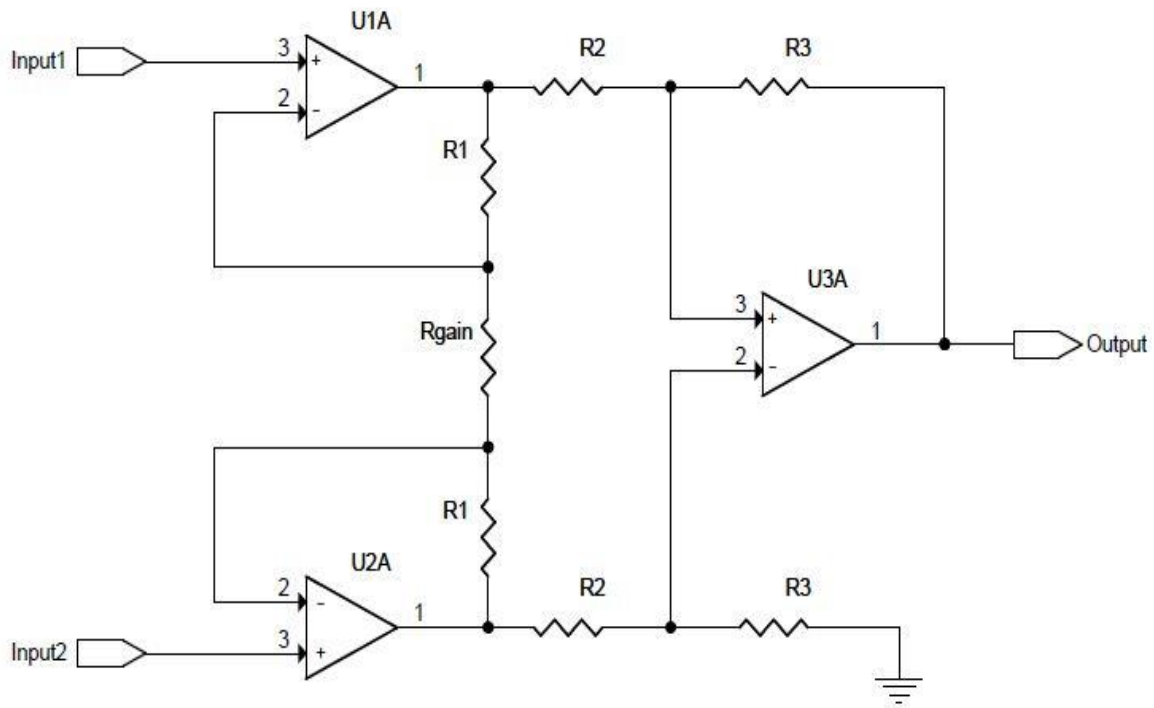 U1A
Input1
3
+
2
-
1
R2
R3
R1
U3A
Rgain
3
+
2
-
1
Output
R1
U2A
R2
R3
2
-
1
Input2
3
+